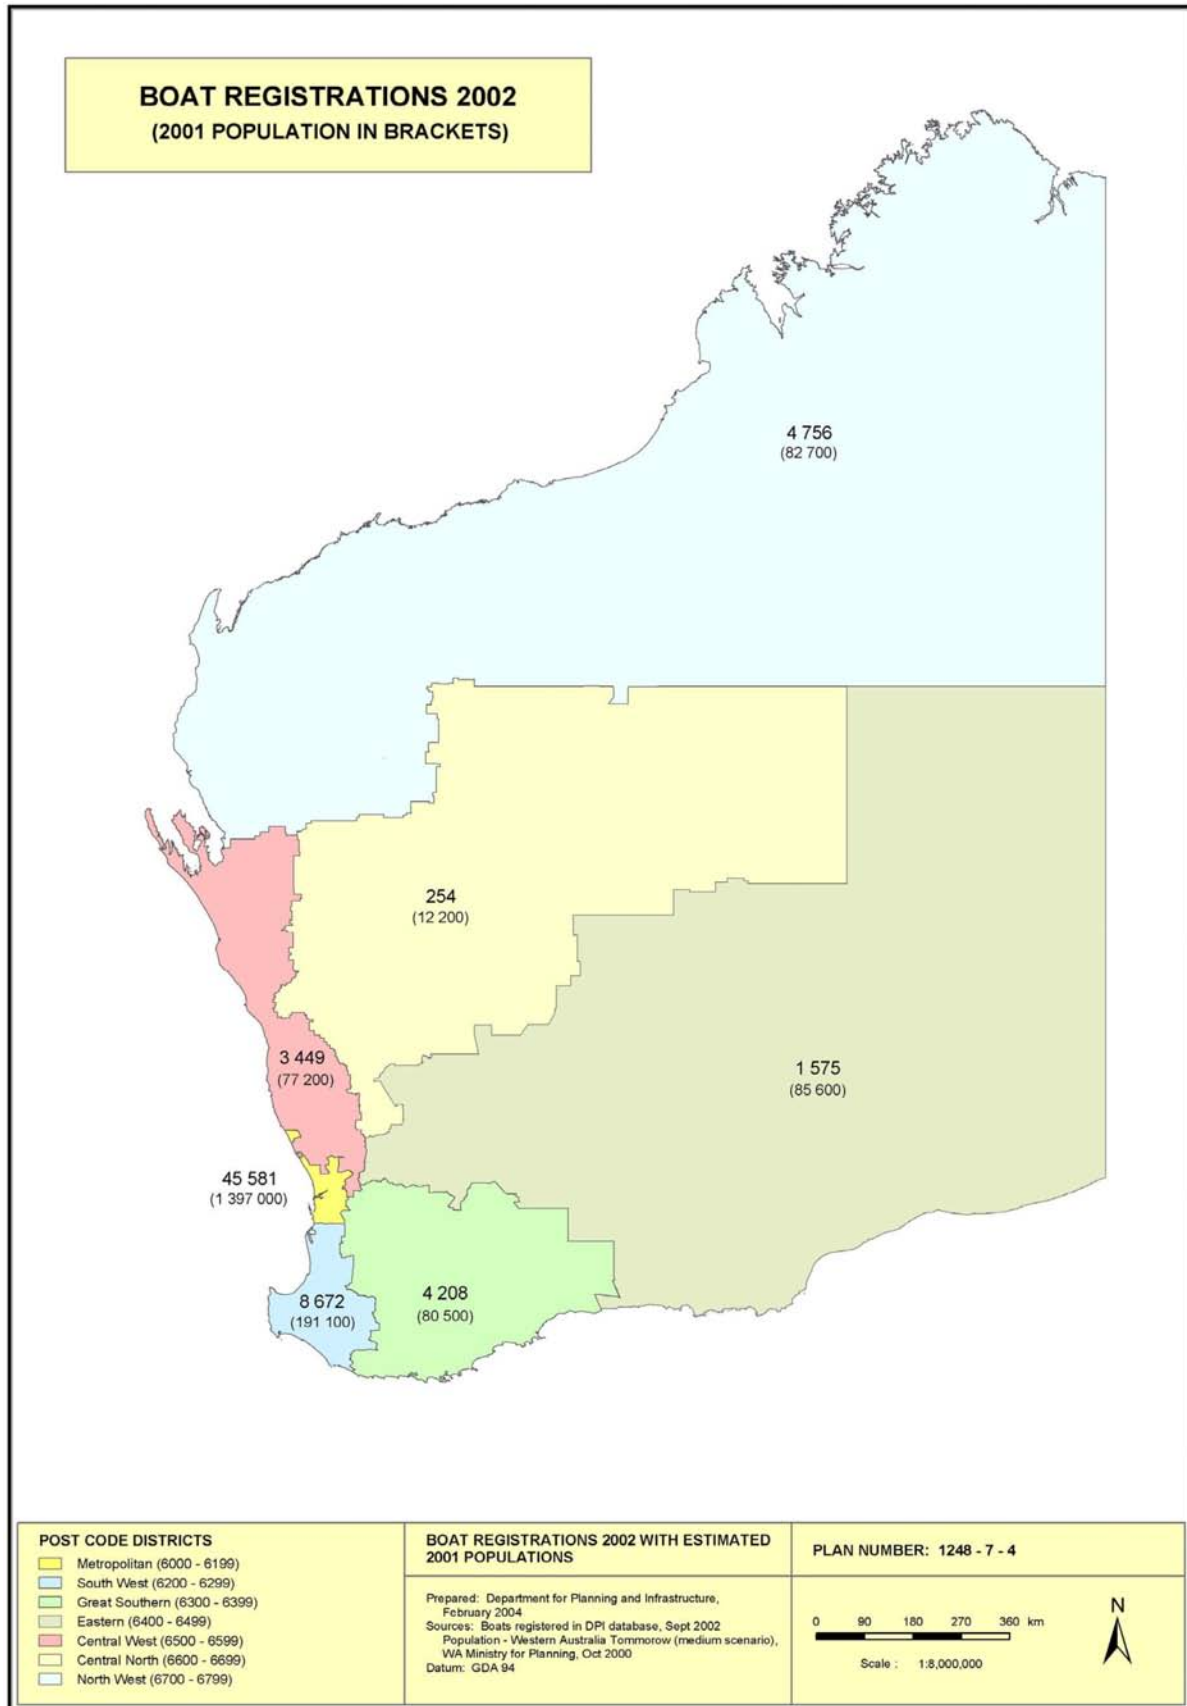 BOAT REGISTRATIONS 2002
(2001 POPULATION IN BRACKETS)
4 756
(82 700)
254
(12 200)
3 449
(77 200)
1 575
(85 600)
45 581
(1 397 000)
8 672
(191 100)
4 208
(80 500)
POST CODE DISTRICTS
Metropolitan (6000 - 6199)
South West (6200 - 6299)
Great Southern (6300 - 6399)
Eastern (6400 - 6499)
Central West (6500 - 6599)
Central North (6600 - 6699)
North West (6700 - 6799)
BOAT REGISTRATIONS 2002 WITH ESTIMATED
2001 POPULATIONS
Prepared: Department for Planning and Infrastructure,
February 2004
Sources: Boats registered in DPI database, Sept 2002
Population - Western Australia Tommorow (medium scenario),
WA Ministry for Planning, Oct 2000
Datum: GDA 94
PLAN NUMBER: 1248 - 7 - 4
0 90 180 270 360 km
Scale : 1:8,000,000
N